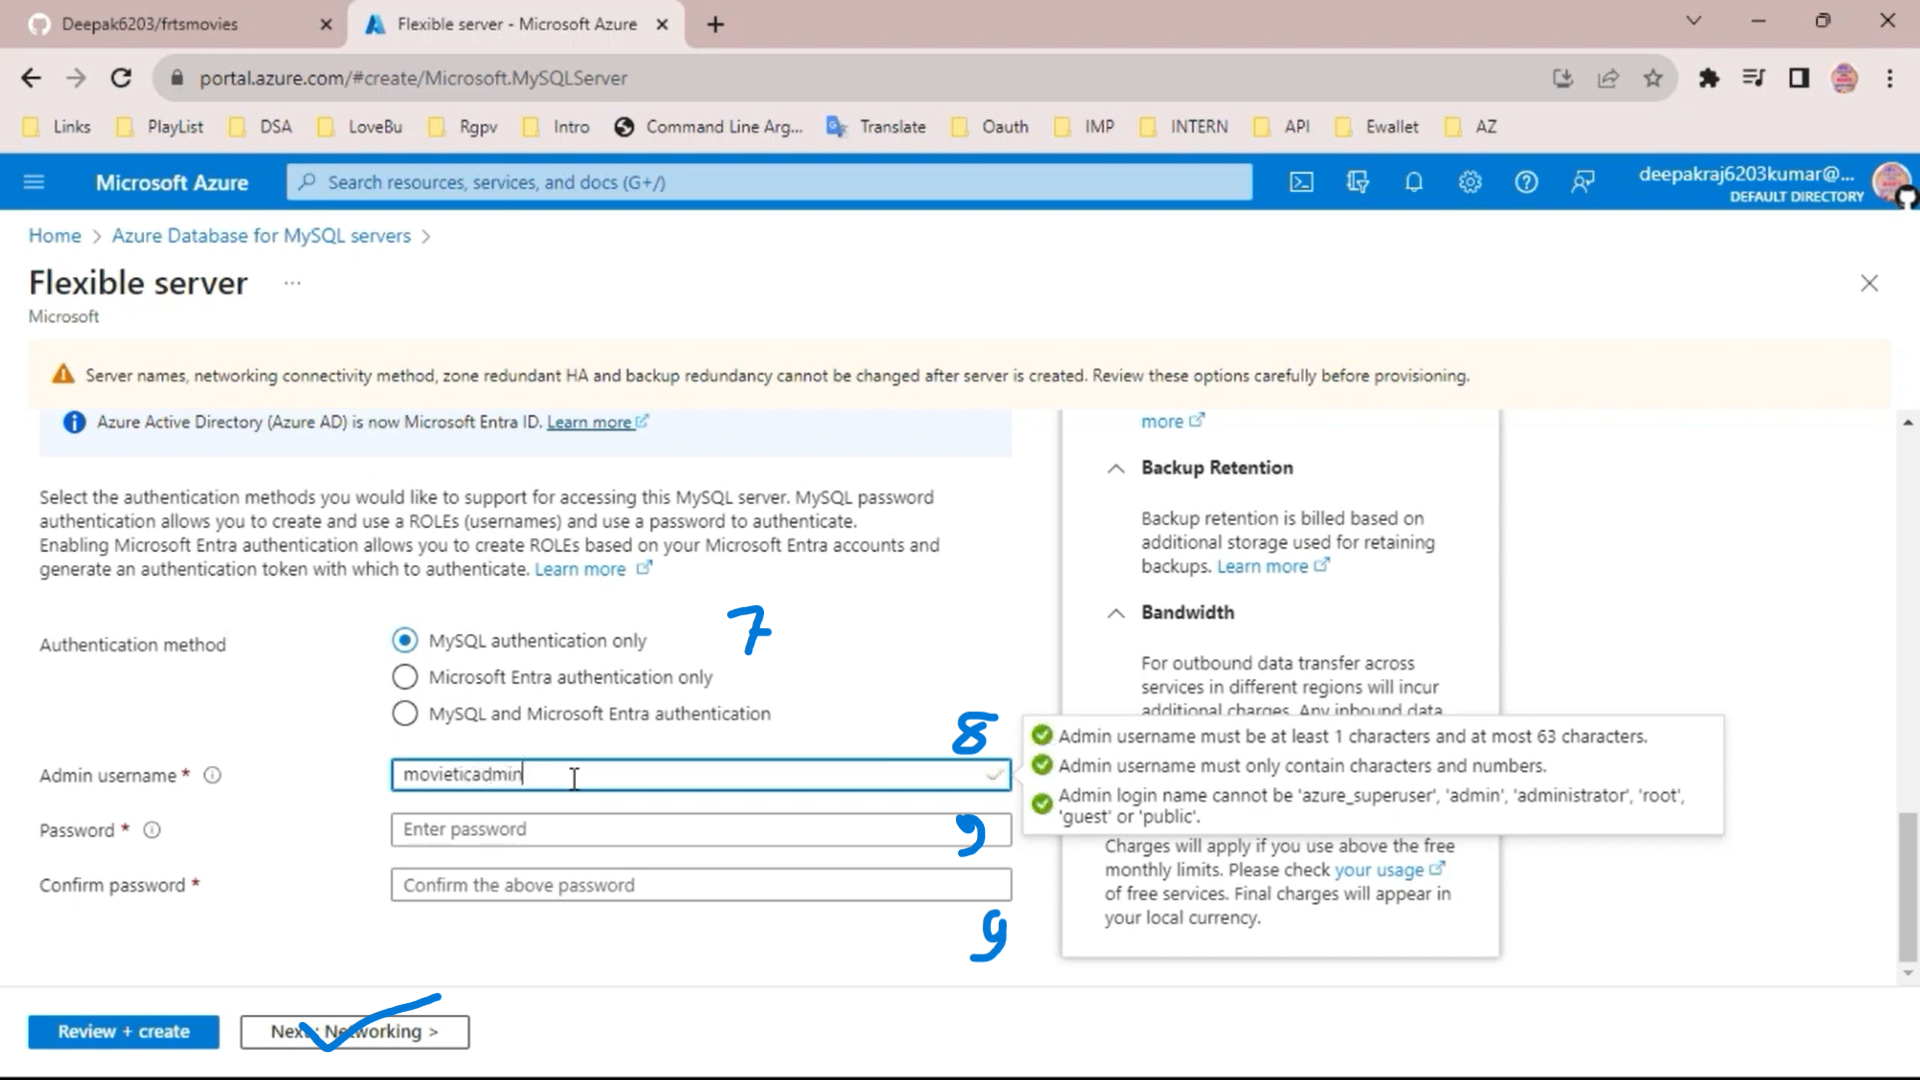 Deepak6203/frtsmovies
Flexible server - Microsoft Azure
portal.azure.com/#create/Microsoft.MySQLServer
Links
PlayList
DSA
LoveBu
Rgpv
Intro
Command Line Arg...
Translate
Oauth
IMP
INTERN
API
Ewallet
AZ
Microsoft Azure
Search resources, services, and docs (G+/)
deepakraj6203kumar@...
DEFAULT DIRECTORY
Home > Azure Database for MySQL servers >
Flexible server ...
Microsoft
Server names, networking connectivity method, zone redundant HA and backup redundancy cannot be changed after server is created. Review these options carefully before provisioning.
Azure Active Directory (Azure AD) is now Microsoft Entra ID. Learn more
Select the authentication methods you would like to support for accessing this MySQL server. MySQL password
authentication allows you to create and use a ROLEs (usernames) and use a password to authenticate.
Enabling Microsoft Entra authentication allows you to create ROLEs based on your Microsoft Entra accounts and
generate an authentication token with which to authenticate. Learn more
Authentication method
MySQL authentication only
7
Microsoft Entra authentication only
MySQL and Microsoft Entra authentication
8
Admin username *
movieticadmin
Password *
Enter password
9
Confirm password *
Confirm the above password
9
more
Backup Retention
Backup retention is billed based on
additional storage used for retaining
backups. Learn more
Bandwidth
For outbound data transfer across
services in different regions will incur
additional charges. Any inbound data
Admin username must be at least 1 characters and at most 63 characters.
Admin username must only contain characters and numbers.
Admin login name cannot be 'azure_superuser', 'admin', 'administrator', 'root',
'guest' or 'public'.
Charges will apply if you use above the free
monthly limits. Please check your usage
of free services. Final charges will appear in
your local currency.
Review + create
Next: Networking >